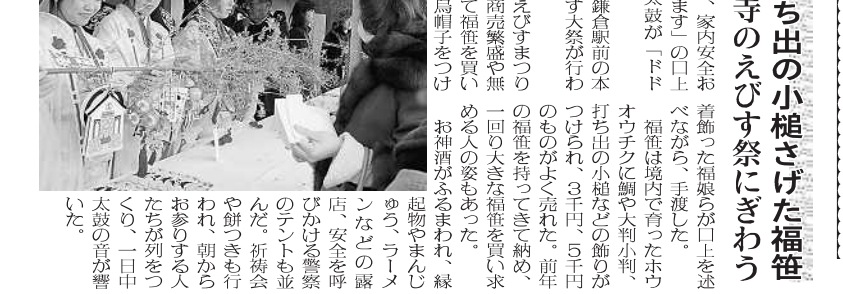 ち出の小槌さげた福笹
寺のえびす祭にぎわう
、家内安全お
ます」の口上
太鼓が「ドド
鎌倉駅前の本
す大祭が行わ
えびすまつり
商売繁盛や無
て福笹を買い
烏帽子をつけ
着飾った福娘らが口上を述
べながら、手渡した。
福笹は境内で育ったホウ
オウチクに鯛や大判小判、
打ち出の小槌などの飾りが
つけられ、３千円、５千円
のものがよく売れた。前年
の福笹を持ってきて納め、
一回り大きな福笹を買い求
める人の姿もあった。
お神酒がふるまわれ、縁
起物やまんじ
ゅう、ラーメ
ンなどの露
店、安全を呼
びかける警察
のテントも並
んだ。祈祷会
や餅つきも行
われ、朝から
お参りする人
たちが列をつ
くり、一日中
太鼓の音が響
いた。